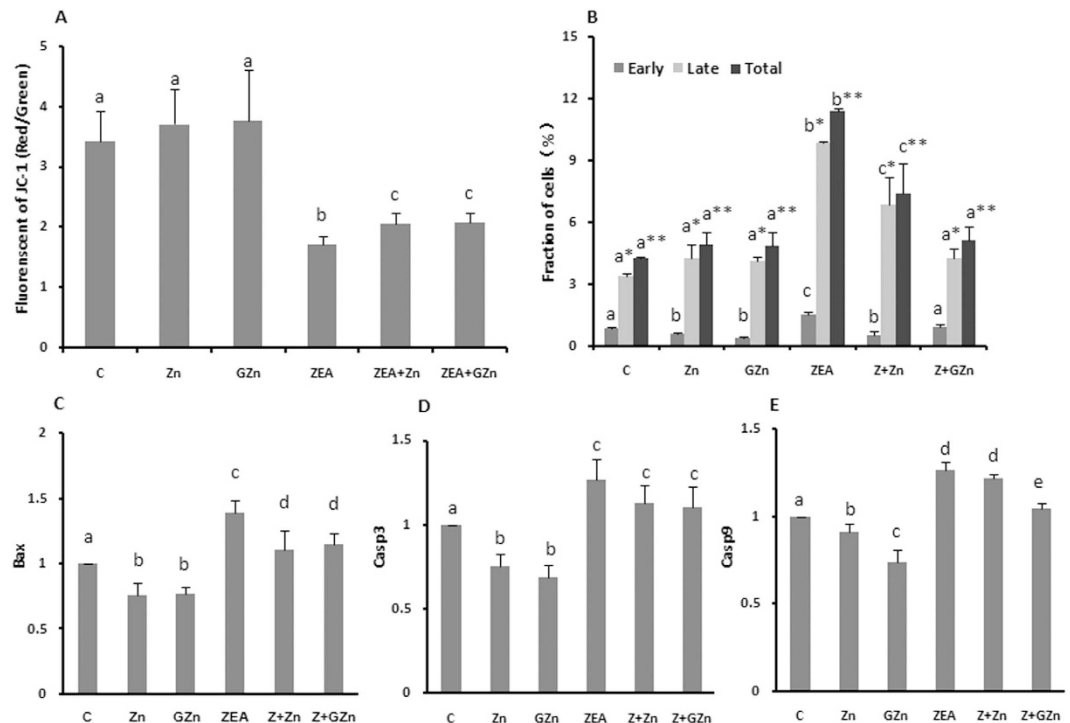 A
Fluorenscent of JC-1 (Red/Green)
5
4
3
2
1
0
a
a
a
b
c
c
C
Zn
GZn
ZEA
ZEA+Zn
ZEA+GZn
B
Early Late Total
Fraction of cells (%)
15
12
9
6
3
0
a a* a**
b a* a**
b a* a**
c b* b**
b c* c**
a a* a**
C
Zn
GZn
ZEA
Z+Zn
Z+GZn
C
Bax
2
1.5
1
0.5
0
a
b
b
c
d
d
C
Zn
GZn
ZEA
Z+Zn
Z+GZn
D
Casp3
1.5
1
0.5
0
a
b
b
c
c
c
C
Zn
GZn
ZEA
Z+Zn
Z+GZn
E
Casp9
1.5
1
0.5
0
a
b
c
d
d
e
C
Zn
GZn
ZEA
Z+Zn
Z+GZn